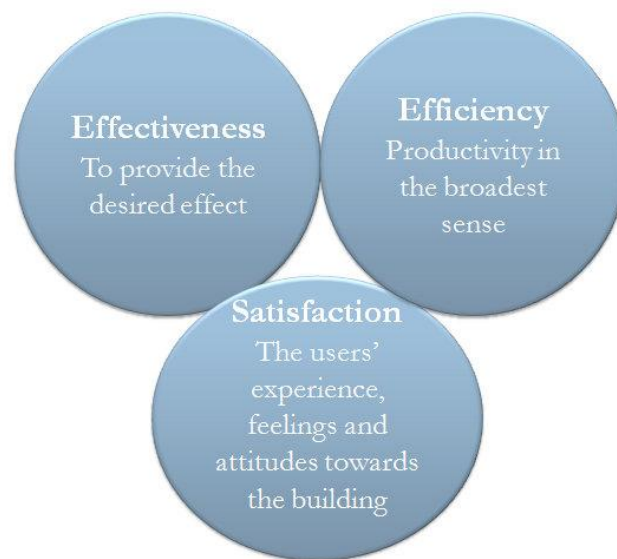 Effectiveness
To provide the
desired effect
Efficiency
Productivity in
the broadest
sense
Satisfaction
The users'
experience,
feelings and
attitudes towards
the building